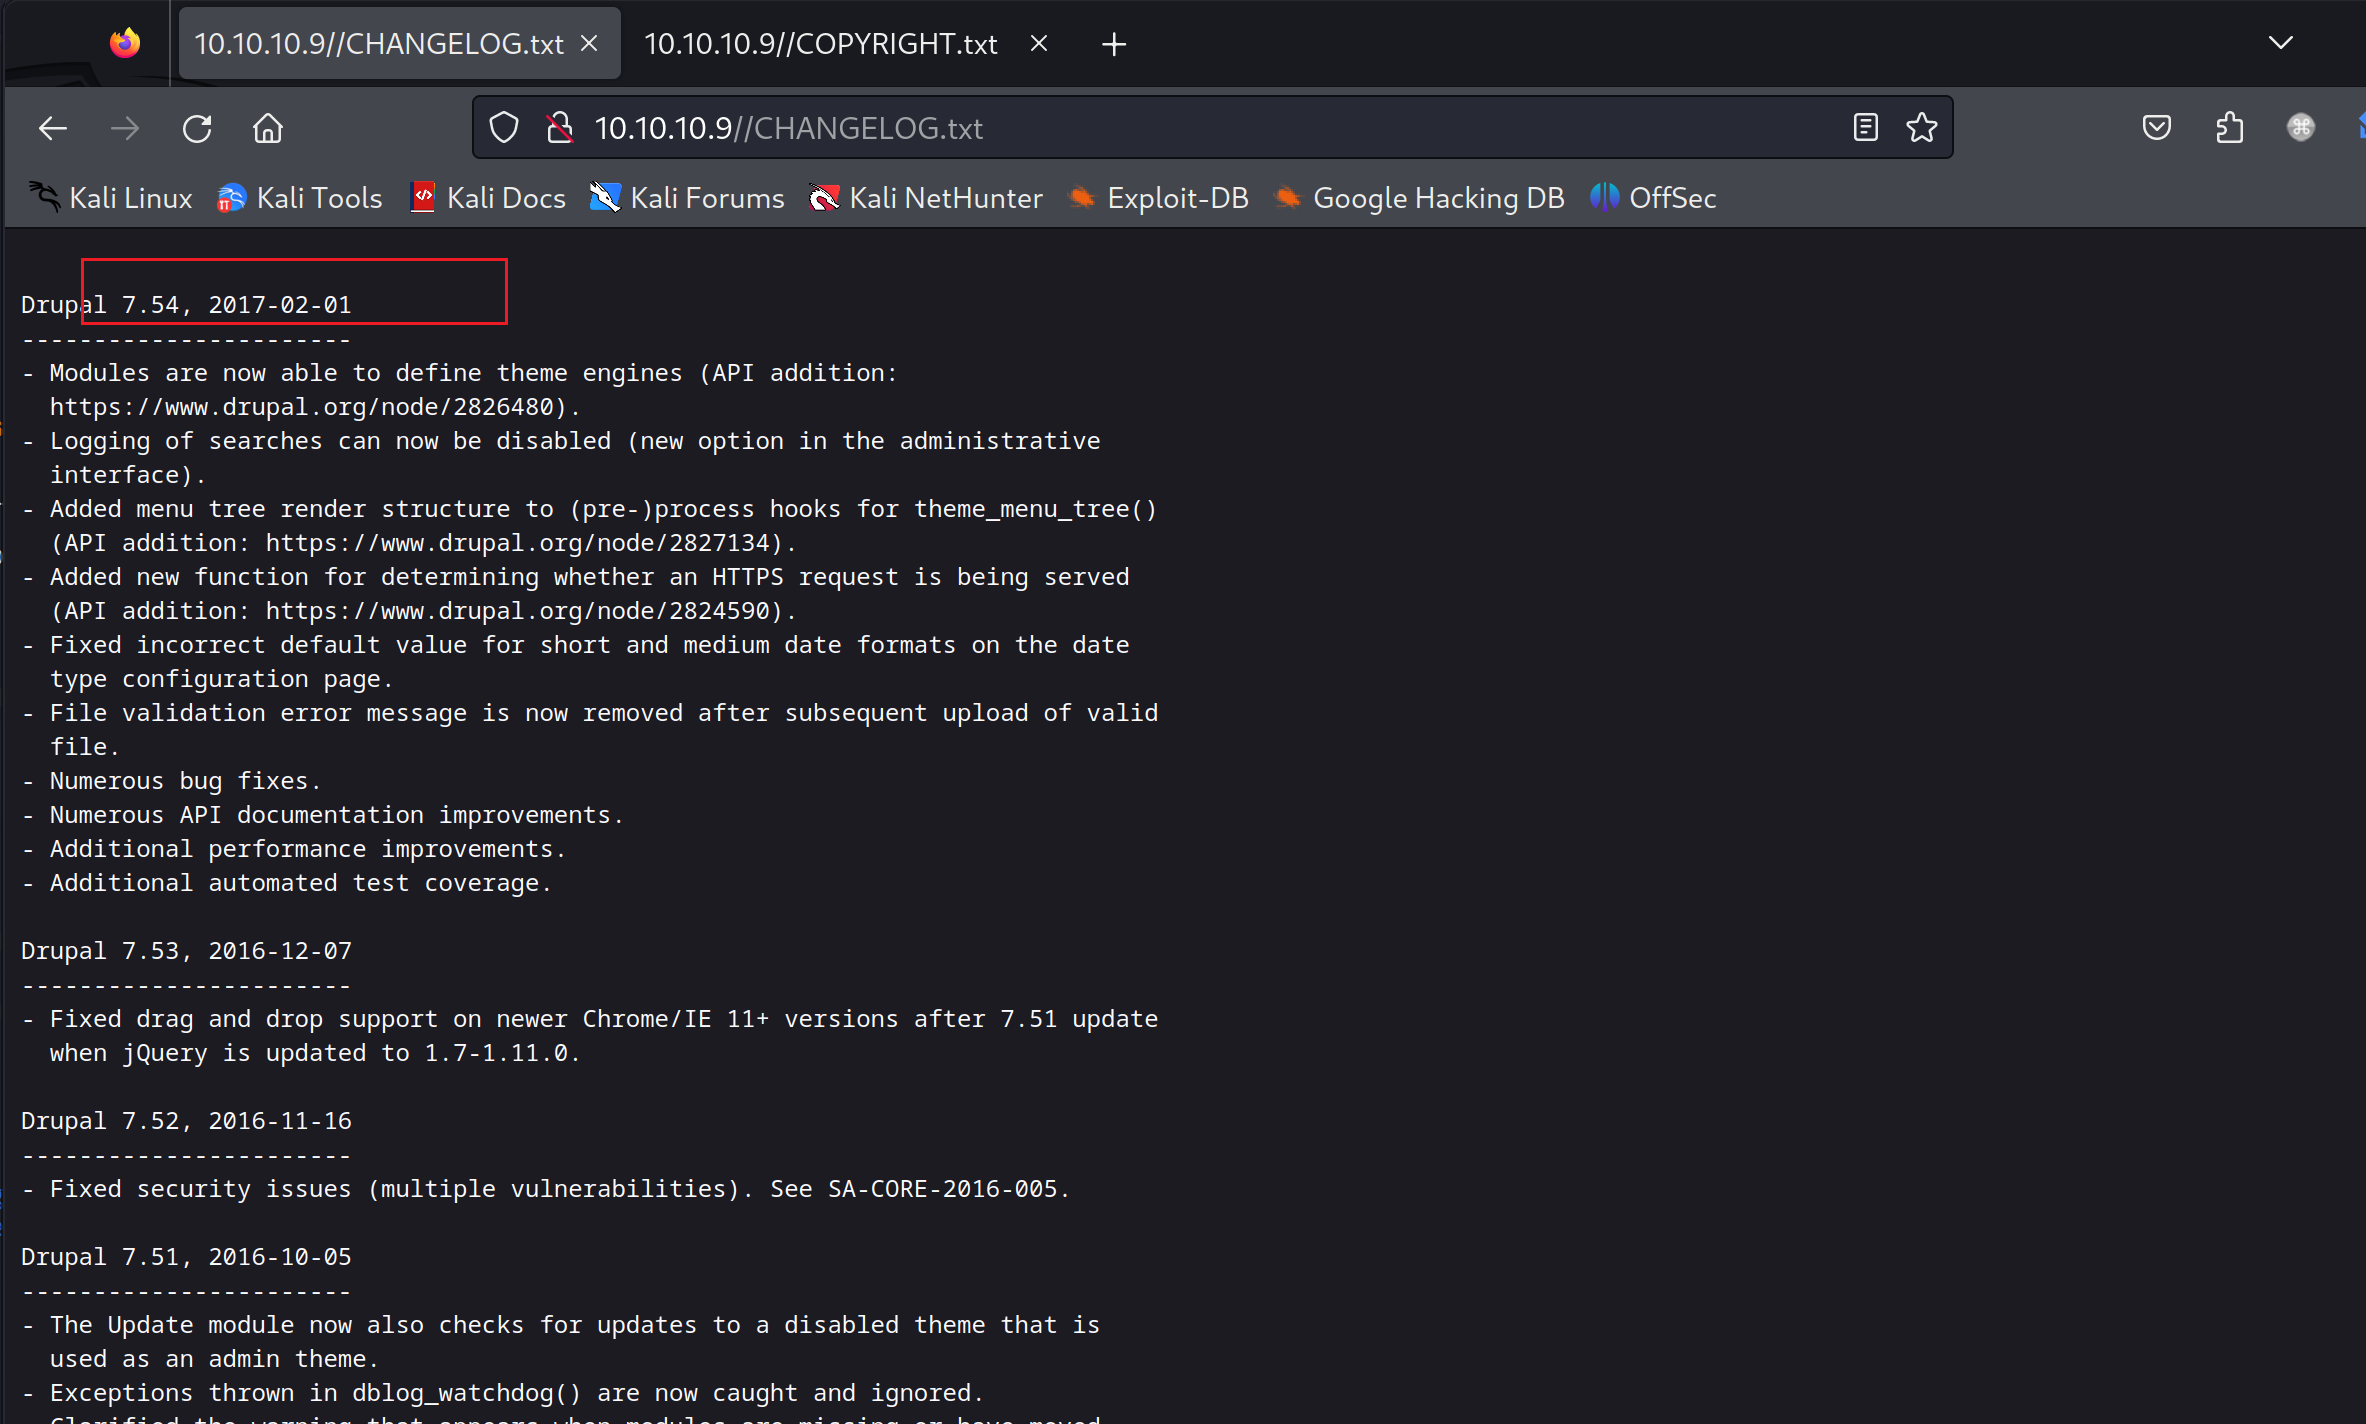 10.10.10.9//CHANGELOG.txt
10.10.10.9//COPYRIGHT.txt
10.10.10.9//CHANGELOG.txt
Kali Linux Kali Tools Kali Docs Kali Forums Kali NetHunter Exploit-DB Google Hacking DB OffSec
Drupal 7.54, 2017-02-01
-----------------------
- Modules are now able to define theme engines (API addition:
https://www.drupal.org/node/2826480).
- Logging of searches can now be disabled (new option in the administrative
interface).
- Added menu tree render structure to (pre-)process hooks for theme_menu_tree()
(API addition: https://www.drupal.org/node/2827134).
- Added new function for determining whether an HTTPS request is being served
(API addition: https://www.drupal.org/node/2824590).
- Fixed incorrect default value for short and medium date formats on the date
type configuration page.
- File validation error message is now removed after subsequent upload of valid
file.
- Numerous bug fixes.
- Numerous API documentation improvements.
- Additional performance improvements.
- Additional automated test coverage.
Drupal 7.53, 2016-12-07
-----------------------
- Fixed drag and drop support on newer Chrome/IE 11+ versions after 7.51 update
when jQuery is updated to 1.7-1.11.0.
Drupal 7.52, 2016-11-16
-----------------------
- Fixed security issues (multiple vulnerabilities). See SA-CORE-2016-005.
Drupal 7.51, 2016-10-05
-----------------------
- The Update module now also checks for updates to a disabled theme that is
used as an admin theme.
- Exceptions thrown in dblog_watchdog() are now caught and ignored.
- Clarified the warning that appears when modules are missing or have moved